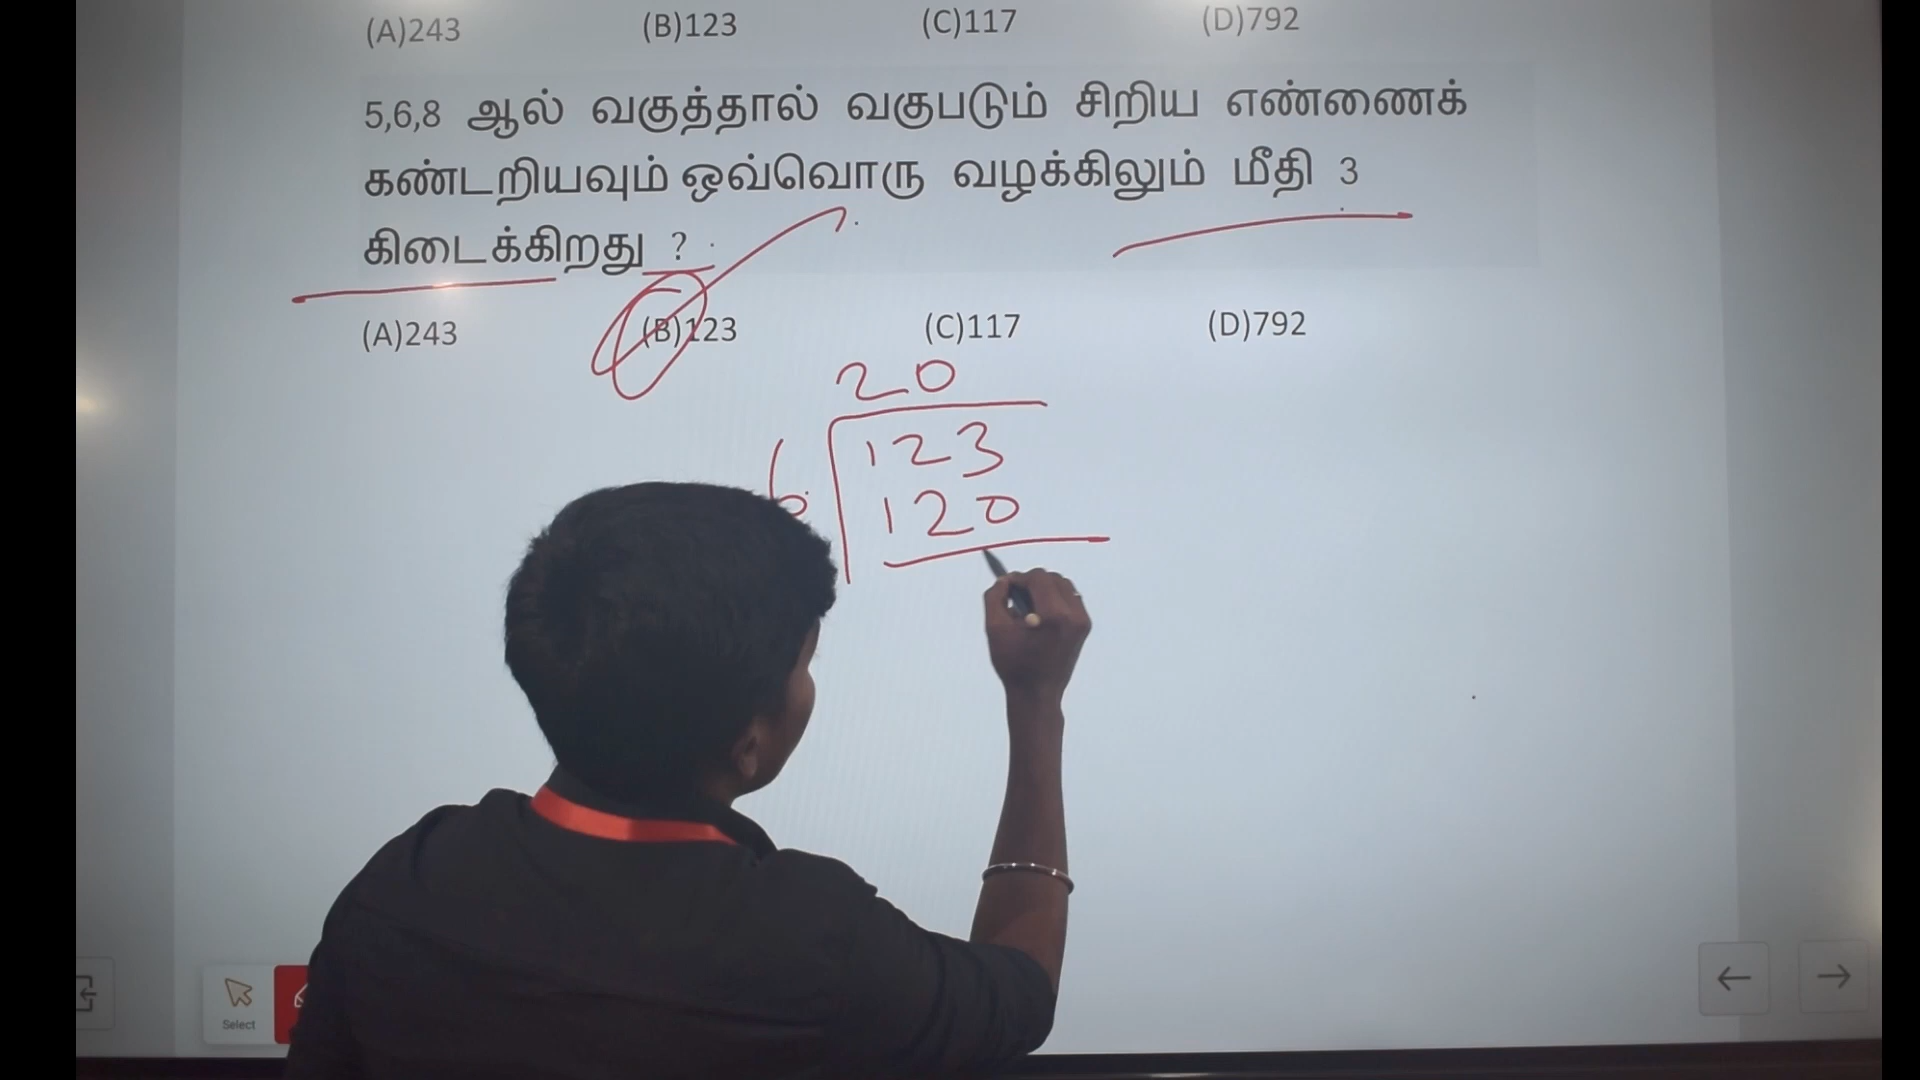 (A)243 (B)123 (C)117 (D)792
5,6,8 ஆல் வகுத்தால் வகுபடும் சிறிய எண்ணைக்
கண்டறியவும் ஒவ்வொரு வழக்கிலும் மீதி 3
கிடைக்கிறது ?
(A)243 (B)123 (C)117 (D)792
20
6 123
120
Select